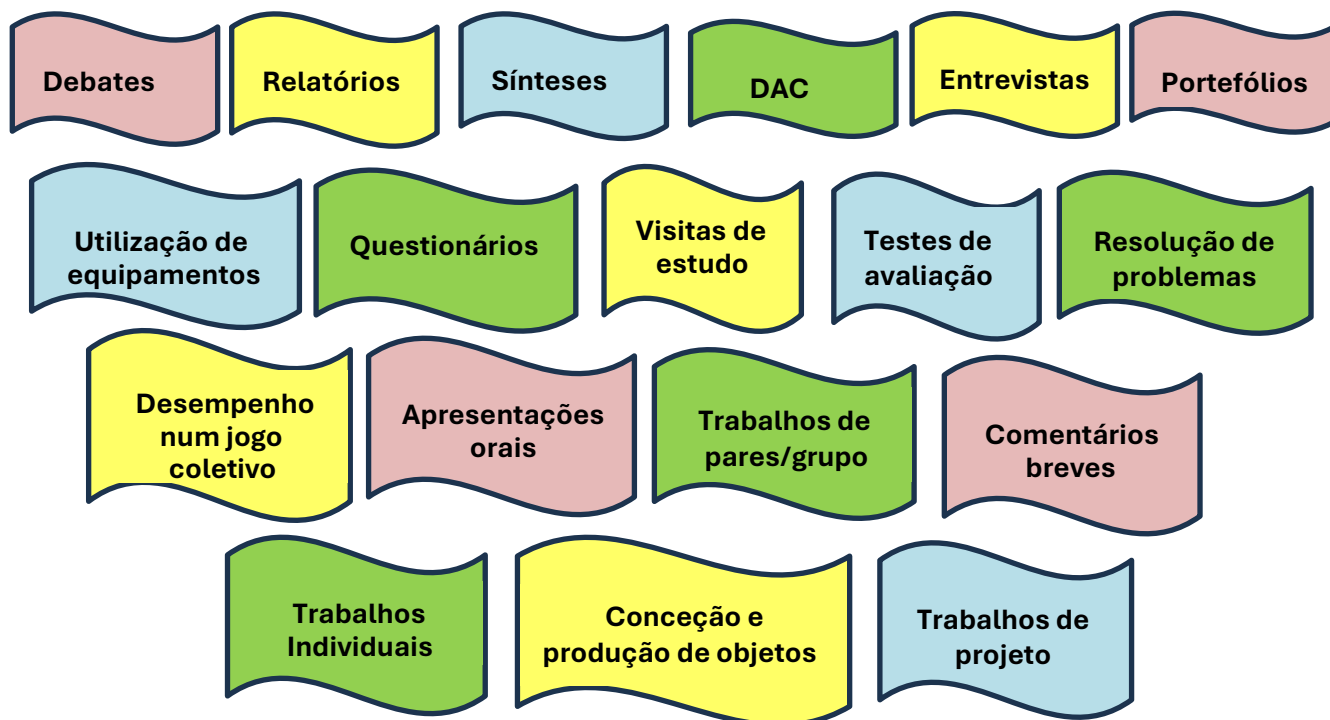 Debates
Relatórios
Sínteses
DAC
Entrevistas
Portefólios
Utilização de
equipamentos
Questionários
Visitas de
estudo
Testes de
avaliação
Resolução de
problemas
Desempenho
num jogo
coletivo
Apresentações
orais
Trabalhos de
pares/grupo
Comentários
breves
Trabalhos
Individuais
Conceção e
produção de objetos
Trabalhos de
projeto